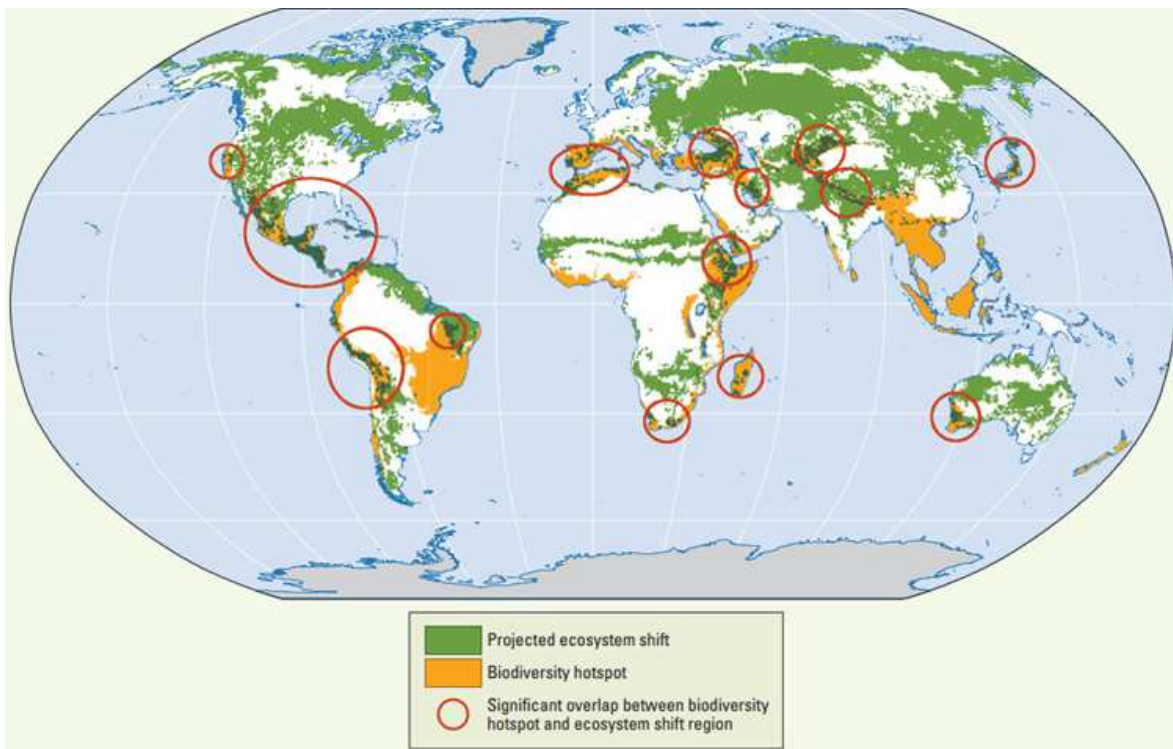 Projected ecosystem shift
Biodiversity hotspot
Significant overlap between biodiversity
hotspot and ecosystem shift region